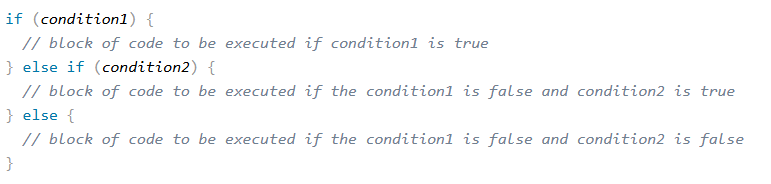 if (condition1) {
  // block of code to be executed if condition1 is true
} else if (condition2) {
  // block of code to be executed if the condition1 is false and condition2 is true
} else {
  // block of code to be executed if the condition1 is false and condition2 is false
}